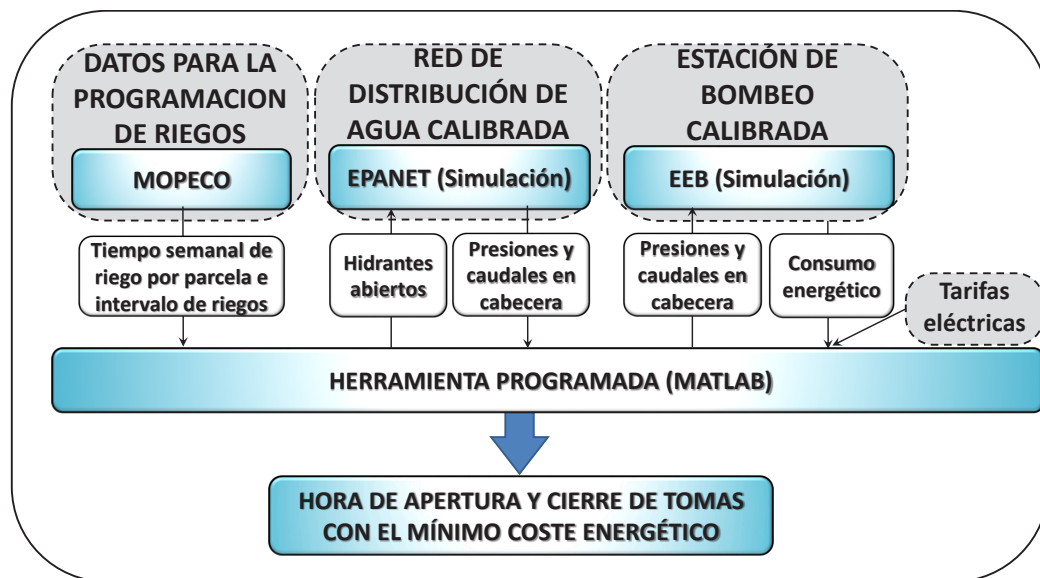 DATOS PARA LA
PROGRAMACION
DE RIEGOS
MOPECO
RED DE
DISTRIBUCIÓN DE
AGUA CALIBRADA
EPANET (Simulación)
ESTACIÓN DE
BOMBEO
CALIBRADA
EEB (Simulación)
Tiempo semanal de
riego por parcela e
intervalo de riegos
Hidrantes
abiertos
Presiones y
caudales en
cabecera
Presiones y
caudales en
cabecera
Consumo
energético
Tarifas
eléctricas
HERRAMIENTA PROGRAMADA (MATLAB)
HORA DE APERTURA Y CIERRE DE TOMAS
CON EL MÍNIMO COSTE ENERGÉTICO